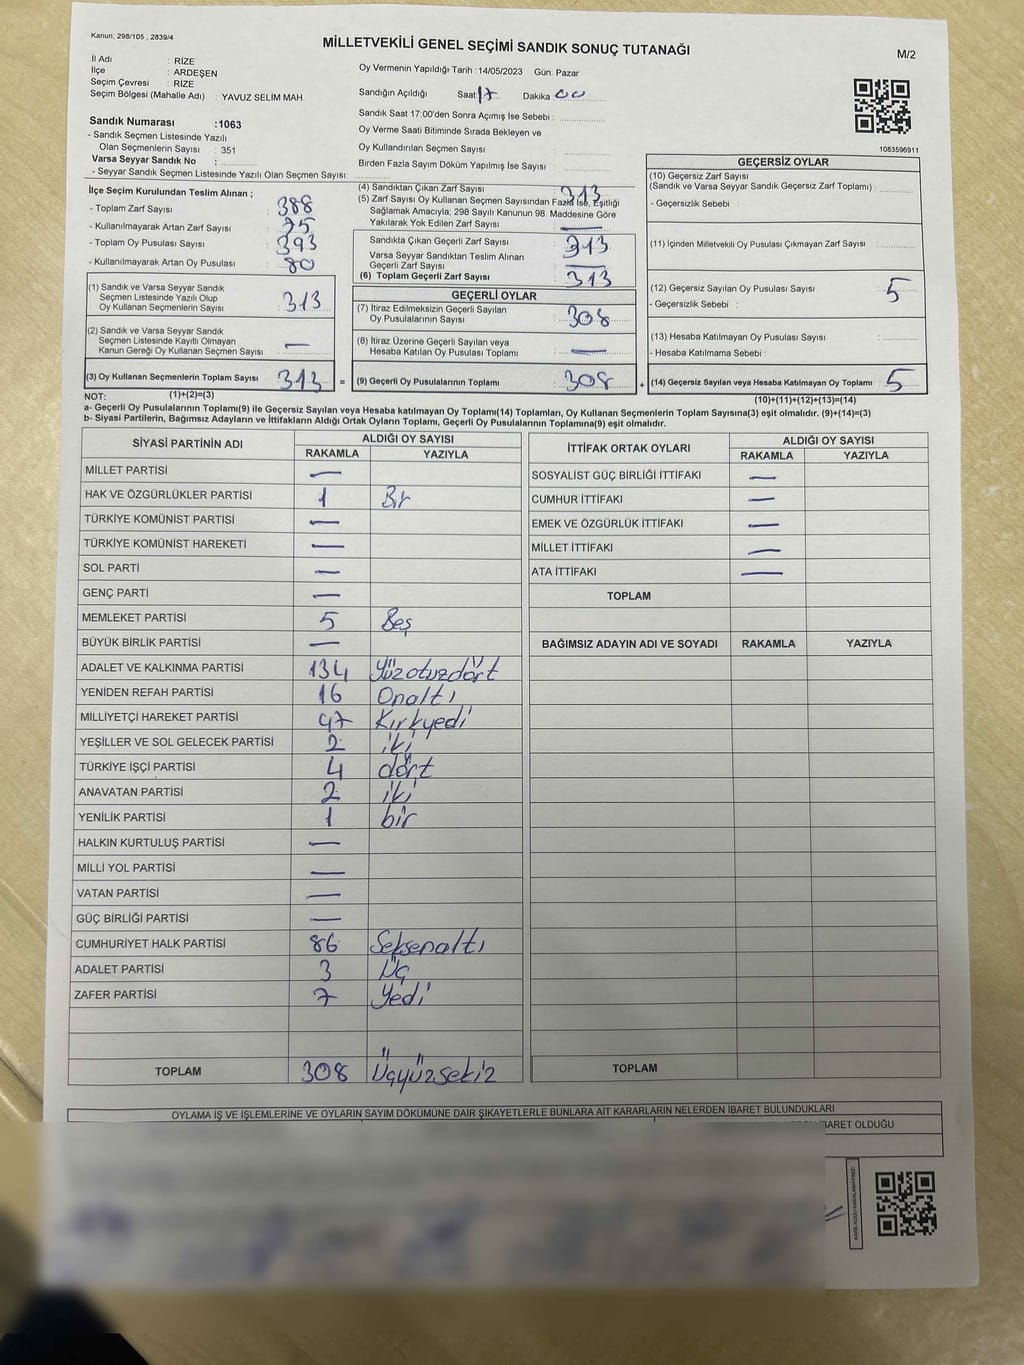 Kanun, 298/105 , 2839/4
MİLLETVEKİLİ GENEL SEÇİMİ SANDIK SONUÇ TUTANAĞI
M/2
İl Adı : RİZE
İlçe : ARDEŞEN
Seçim Çevresi : RİZE
Seçim Bölgesi (Mahalle Adı) : YAVUZ SELİM MAH.
Oy Vermenin Yapıldığı Tarih : 14/05/2023 Gün: Pazar
Sandığın Açıldığı Saat: 17 Dakika 00
Sandık Saat 17:00'den Sonra Açımış İse Sebebi :
Oy Verme Saati Bitiminde Sırada Bekleyen ve
Oy Kullandırılan Seçmen Sayısı :
Birden Fazla Sayım Döküm Yapılmış İse Sayısı :
1083596911
Sandık Numarası :1063
- Sandık Seçmen Listesinde Yazılı
Olan Seçmenlerin Sayısı : 351
Varsa Seyyar Sandık No :
- Seyyar Sandık Seçmen Listesinde Yazılı Olan Seçmen Sayısı:
İlçe Seçim Kurulundan Teslim Alınan ;
- Toplam Zarf Sayısı : 388
- Kullanılmayarak Artan Zarf Sayısı : 75
- Toplam Oy Pusulası Sayısı : 393
- Kullanılmayarak Artan Oy Pusulası : 80
(1) Sandık ve Varsa Seyyar Sandık
Seçmen Listesinde Yazılı Olup
Oy Kullanan Seçmenlerin Sayısı : 313
(2) Sandık ve Varsa Seyyar Sandık
Seçmen Listesinde Kayıtlı Olmayan
Kanun Gereği Oy Kullanan Seçmen Sayısı : —
(3) Oy Kullanan Seçmenlerin Toplam Sayısı : 313 =
(4) Sandıktan Çıkan Zarf Sayısı : 313
(5) Zarf Sayısı Oy Kullanan Seçmen Sayısından Fazla İse, Eşitliği
Sağlamak Amacıyla, 298 Sayılı Kanunun 98. Maddesine Göre
Yakılarak Yok Edilen Zarf Sayısı : —
Sandıkta Çıkan Geçerli Zarf Sayısı : 313
Varsa Seyyar Sandıktan Teslim Alınan
Geçerli Zarf Sayısı : —
(6) Toplam Geçerli Zarf Sayısı : 313
GEÇERLİ OYLAR
(7) İtiraz Edilmeksizin Geçerli Sayılan
Oy Pusulalarının Sayısı : 308
(8) İtiraz Üzerine Geçerli Sayılan veya
Hesaba Katılan Oy Pusulası Toplamı : —
(9) Geçerli Oy Pusulalarının Toplamı : 308 +
GEÇERSİZ OYLAR
(10) Geçersiz Zarf Sayısı
(Sandık ve Varsa Seyyar Sandık Geçersiz Zarf Toplamı) :
- Geçersizlik Sebebi :
(11) İçinden Milletvekili Oy Pusulası Çıkmayan Zarf Sayısı :
(12) Geçersiz Sayılan Oy Pusulası Sayısı : 5
- Geçersizlik Sebebi :
(13) Hesaba Katılmayan Oy Pusulası Sayısı :
- Hesaba Katılmama Sebebi :
(14) Geçersiz Sayılan veya Hesaba Katılmayan Oy Toplamı : 5
NOT: (1)+(2)=(3)
(10)+(11)+(12)+(13)=(14)
a- Geçerli Oy Pusulalarının Toplamı(9) ile Geçersiz Sayılan veya Hesaba katılmayan Oy Toplamı(14) Toplamları, Oy Kullanan Seçmenlerin Toplam Sayısına(3) eşit olmalıdır. (9)+(14)=(3)
b- Siyasi Partilerin, Bağımsız Adayların ve İttifakların Aldığı Ortak Oyların Toplamı, Geçerli Oy Pusulalarının Toplamına(9) eşit olmalıdır.
SİYASİ PARTİNİN ADI ALDIĞI OY SAYISI
RAKAMLA YAZIYLA
MİLLET PARTİSİ —
HAK VE ÖZGÜRLÜKLER PARTİSİ 1 Bir
TÜRKİYE KOMÜNİST PARTİSİ —
TÜRKİYE KOMÜNİST HAREKETİ —
SOL PARTİ —
GENÇ PARTİ —
MEMLEKET PARTİSİ 5 Beş
BÜYÜK BİRLİK PARTİSİ —
ADALET VE KALKINMA PARTİSİ 134 Yüzotuzdört
YENİDEN REFAH PARTİSİ 16 Onaltı
MİLLİYETÇİ HAREKET PARTİSİ 47 Kırkyedi
YEŞİLLER VE SOL GELECEK PARTİSİ 2 iki
TÜRKİYE İŞÇİ PARTİSİ 4 dört
ANAVATAN PARTİSİ 2 iki
YENİLİK PARTİSİ 1 bir
HALKIN KURTULUŞ PARTİSİ —
MİLLİ YOL PARTİSİ —
VATAN PARTİSİ —
GÜÇ BİRLİĞİ PARTİSİ —
CUMHURİYET HALK PARTİSİ 86 Seksenaltı
ADALET PARTİSİ 3 Üç
ZAFER PARTİSİ 7 Yedi
TOPLAM 308 Üçyüzsekiz
İTTİFAK ORTAK OYLARI ALDIĞI OY SAYISI
RAKAMLA YAZIYLA
SOSYALİST GÜÇ BİRLİĞİ İTTİFAKI —
CUMHUR İTTİFAKI —
EMEK VE ÖZGÜRLÜK İTTİFAKI —
MİLLET İTTİFAKI —
ATA İTTİFAKI —
TOPLAM
BAĞIMSIZ ADAYIN ADI VE SOYADI RAKAMLA YAZIYLA
TOPLAM
OYLAMA İŞ VE İŞLEMLERİNE VE OYLARIN SAYIM DÖKÜMÜNE DAİR ŞİKAYETLERLE BUNLARA AİT KARARLARIN NELERDEN İBARET BULUNDUKLARI
İBARET OLDUĞU